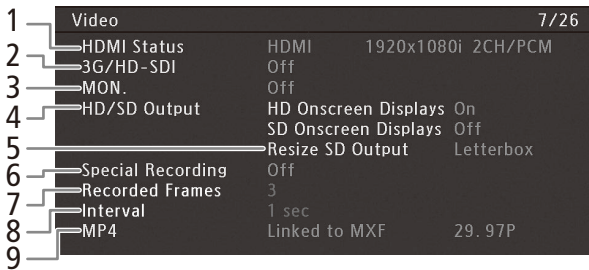 Video 7/26
1 HDMI Status HDMI 1920x1080i 2CH/PCM
2 3G/HD-SDI Off
3 MON. Off
4 HD/SD Output HD Onscreen Displays On
SD Onscreen Displays Off
5 Resize SD Output Letterbox
6 Special Recording Off
7 Recorded Frames 3
8 Interval 1 sec
9 MP4 Linked to MXF 29.97P